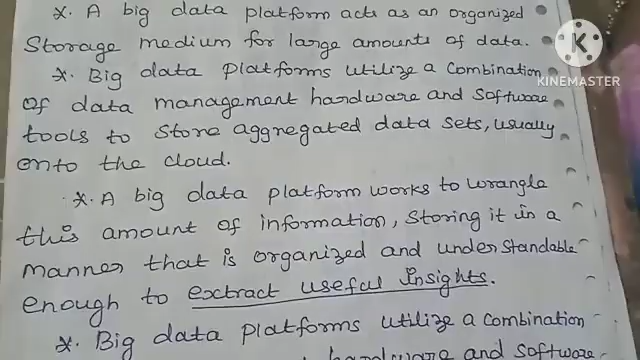 *. A big data platform acts as an organized
Storage medium for large amounts of data.
*. Big data platforms utilize a combination
of data management hardware and software
tools to store aggregated data sets, usually
onto the cloud.
*. A big data platform works to wrangle
this amount of information, storing it in a
manner that is organized and understandable
enough to extract useful insights.
*. Big data platforms utilize a combination
hardware and software
K
KINEMASTER